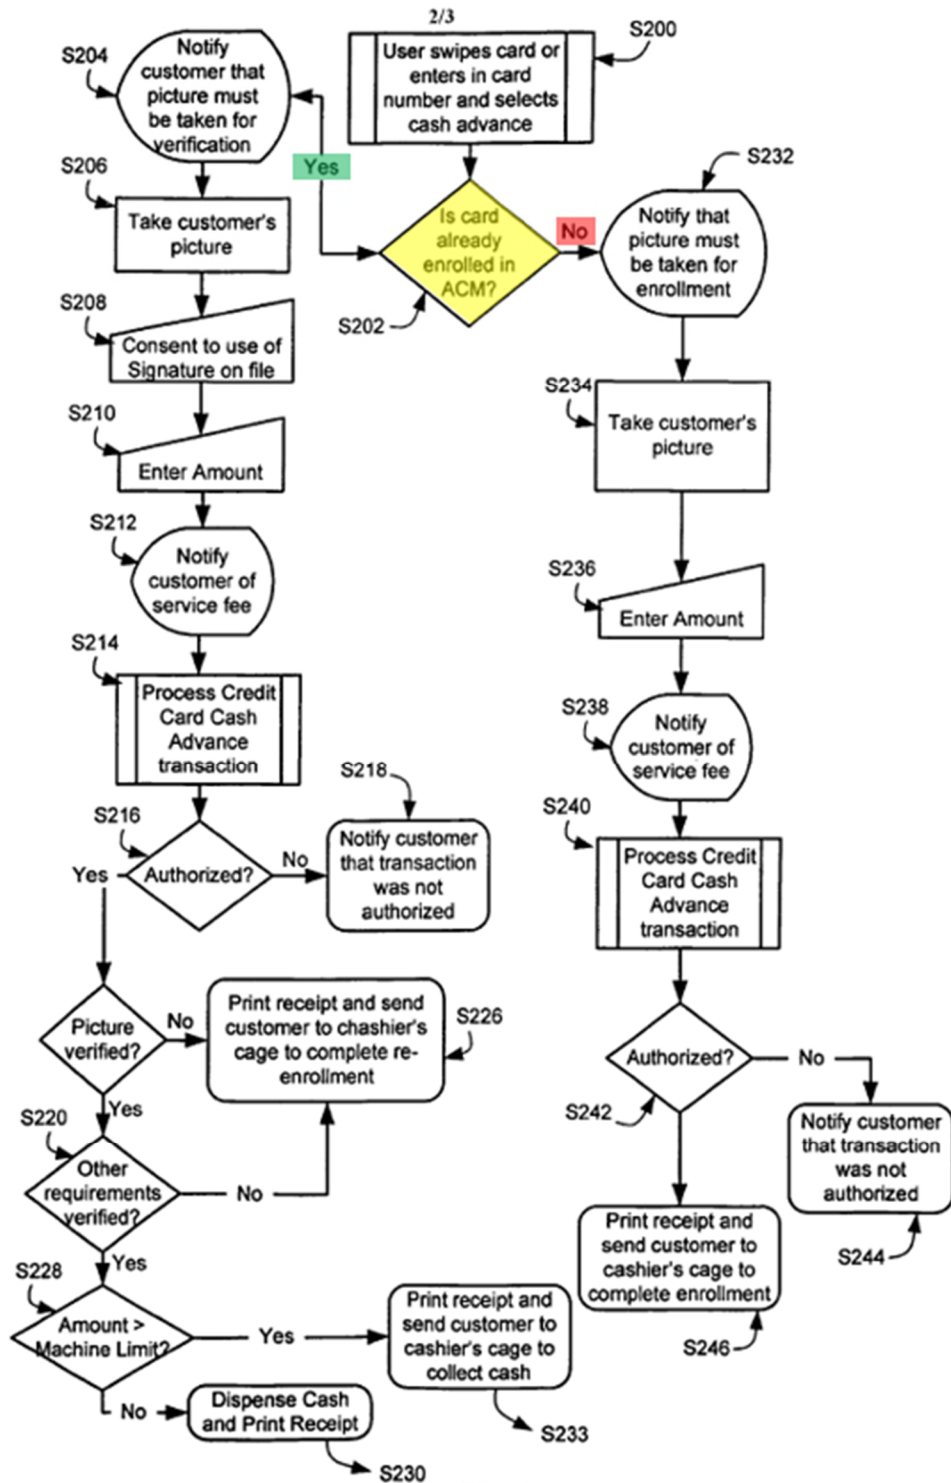 2/3
S200
User swipes card or
enters in card
number and selects
cash advance
S204
Notify
customer that
picture must
be taken for
verification
Yes
Is card
already
enrolled in
ACM?
S202
No
S232
Notify that
picture must
be taken for
enrollment
S206
Take customer's
picture
S208
Consent to use of
Signature on file
S210
Enter Amount
S212
Notify
customer of
service fee
S214
Process Credit
Card Cash
Advance
transaction
S216
Authorized?
No
S218
Notify customer
that transaction
was not
authorized
Yes
Picture
verified?
No
Print receipt and send
customer to chashier's
cage to complete re-
enrollment
S226
Yes
S220
Other
requirements
verified?
No
Yes
S228
Amount >
Machine Limit?
Yes
Print receipt and
send customer to
cashier's cage to
collect cash
S233
No
Dispense Cash
and Print Receipt
S230
S234
Take customer's
picture
S236
Enter Amount
S238
Notify
customer of
service fee
S240
Process Credit
Card Cash
Advance
transaction
Authorized?
No
S242
Notify customer
that transaction
was not
authorized
S244
Print receipt and
send customer to
cashier's cage to
complete enrollment
S246